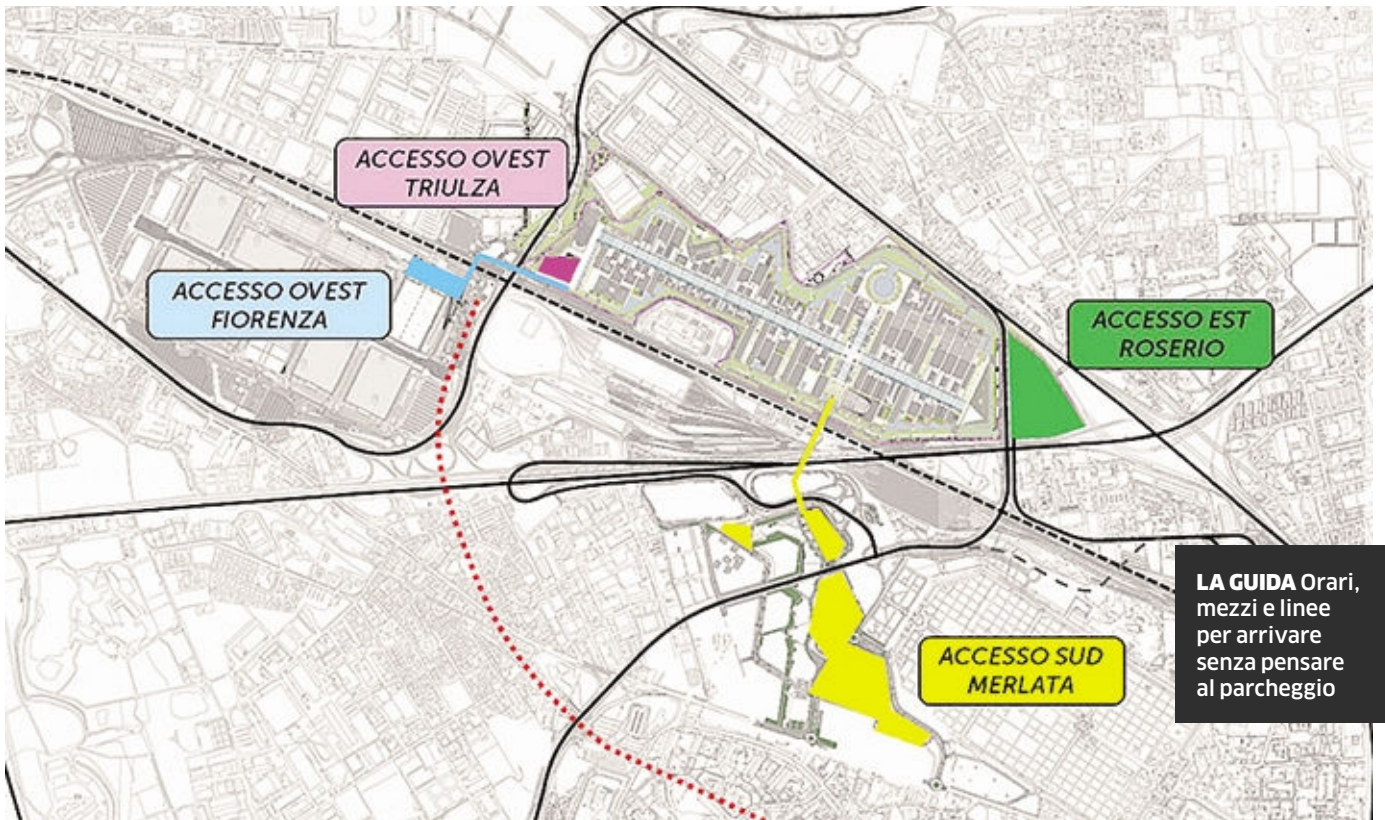 ACCESSO OVEST
TRIULZA
ACCESSO OVEST
FIORENZA
ACCESSO EST
ROSERIO
ACCESSO SUD
MERLATA
LA GUIDA Orari,
mezzi e linee
per arrivare
senza pensare
al parcheggio